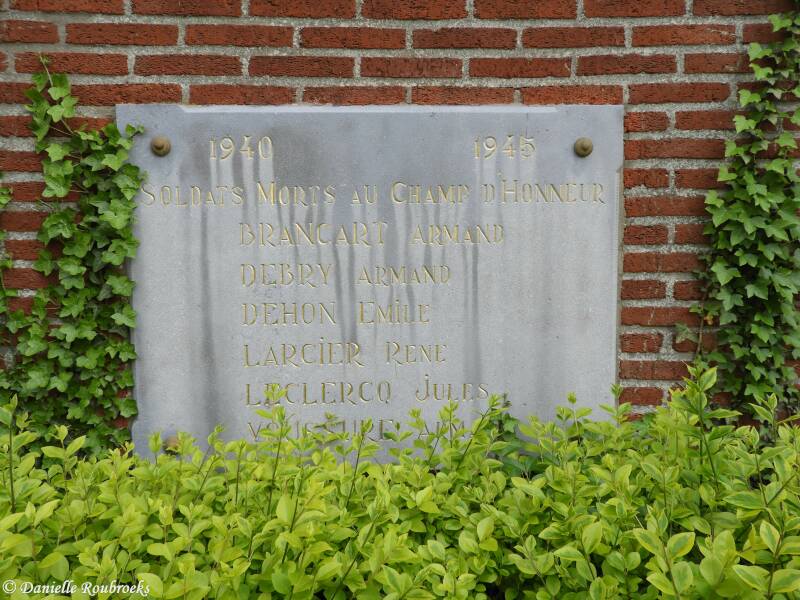 1940 1945
SOLDATS MORTS AU CHAMP D'HONNEUR
BRANCART ARMAND
DEBRY ARMAND
DEHON EMILE
LARCIER RENE
LECLERCQ JULES
© Danielle Roubroeks